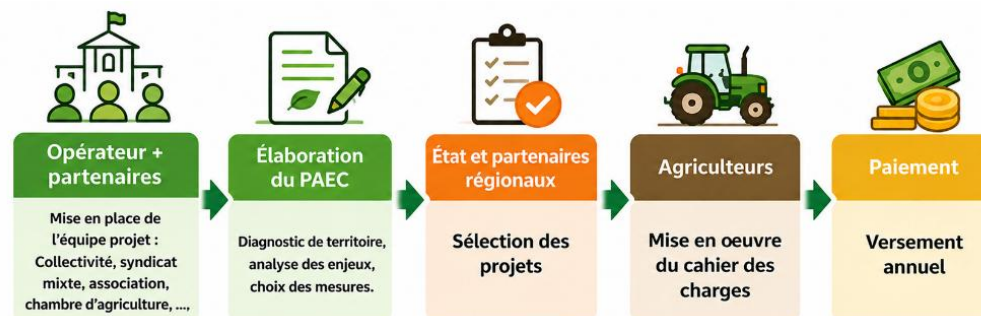 Opérateur +
partenaires
Mise en place de
l'équipe projet :
Collectivité, syndicat
mixte, association,
chambre d'agriculture, ...,
Élaboration
du PAEC
Diagnostic de territoire,
analyse des enjeux,
choix des mesures.
État et partenaires
régionaux
Sélection des
projets
Agriculteurs
Mise en oeuvre
du cahier des
charges
Paiement
Versement
annuel